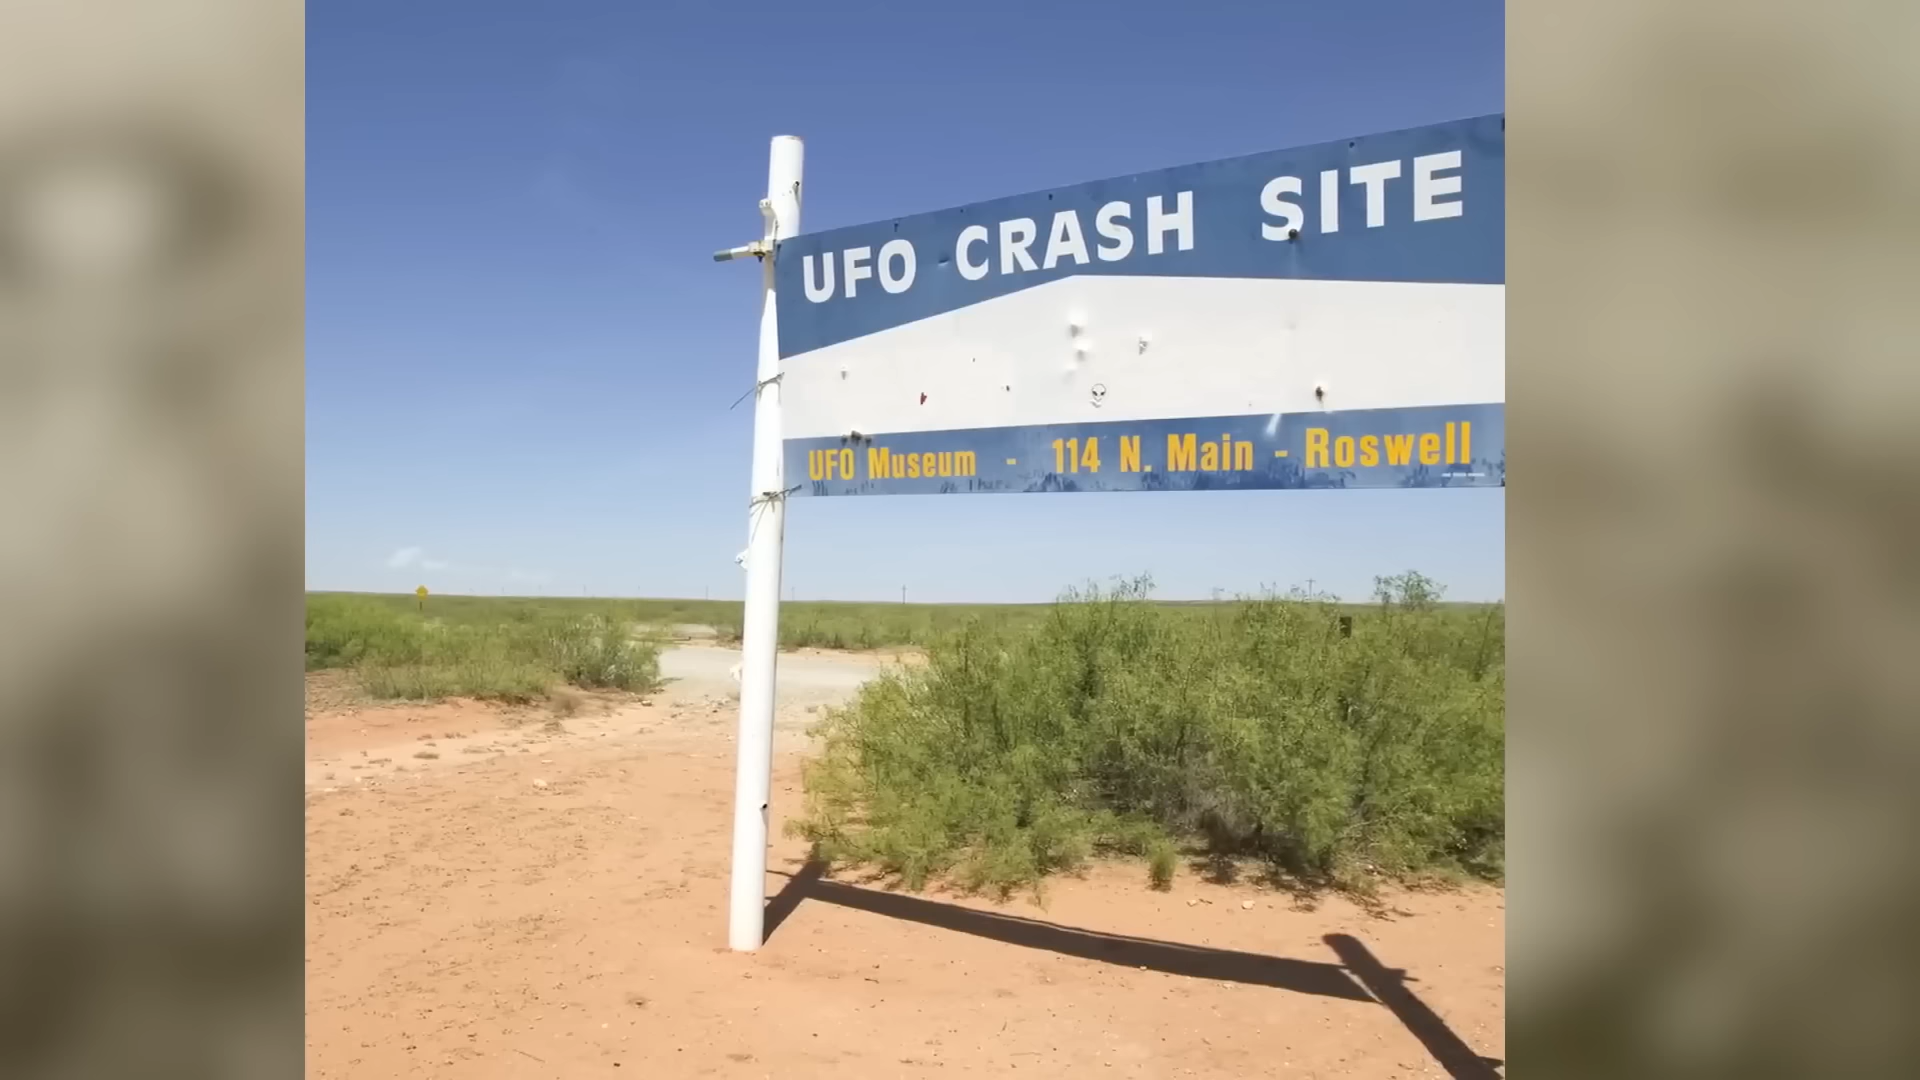 UFO CRASH SITE
UFO Museum - 114 N. Main - Roswell